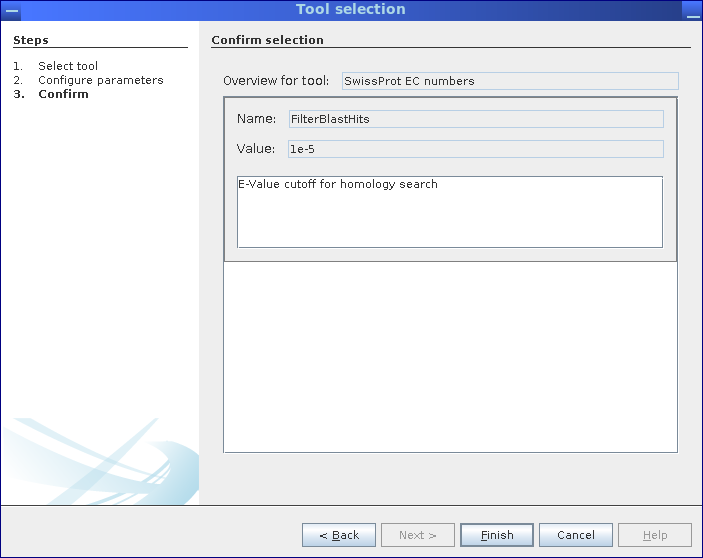 Tool selection
Steps
1. Select tool
2. Configure parameters
3. Confirm
Confirm selection
Overview for tool: SwissProt EC numbers
Name: FilterBlastHits
Value: 1e-5
E-Value cutoff for homology search
< Back Next > Finish Cancel Help